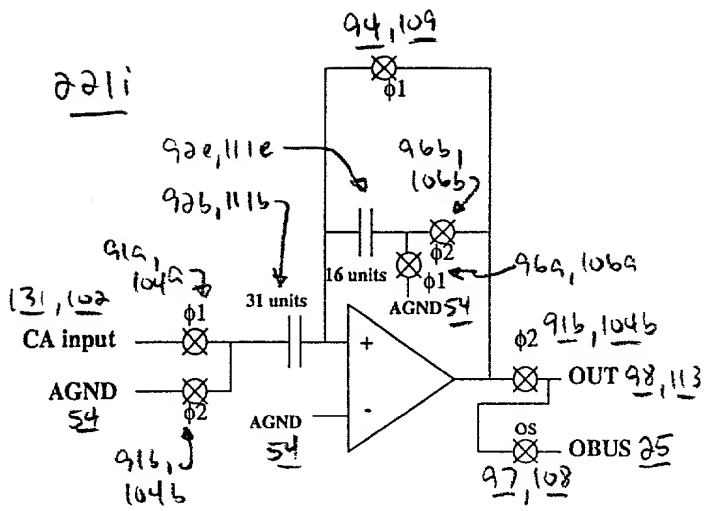 94, 109
221i
φ1
92e, 111e
96b,
106b
92b, 111b
φ2
91a,
104a
16 units
φ1
96a, 106a
131, 102
31 units
AGND 54
φ1
φ2 91b, 104b
CA input
+
OUT 98, 113
AGND
54
φ2
AGND
54
-
os
OBUS 25
91b,
104b
97, 108